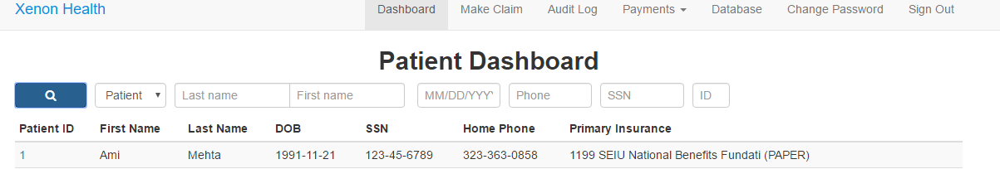 Xenon Health Dashboard Make Claim Audit Log Payments Database Change Password Sign Out
Patient Dashboard
Patient Last name First name MM/DD/YYYY Phone SSN ID
Patient ID First Name Last Name DOB SSN Home Phone Primary Insurance
1 Ami Mehta 1991-11-21 123-45-6789 323-363-0858 1199 SEIU National Benefits Fundati (PAPER)